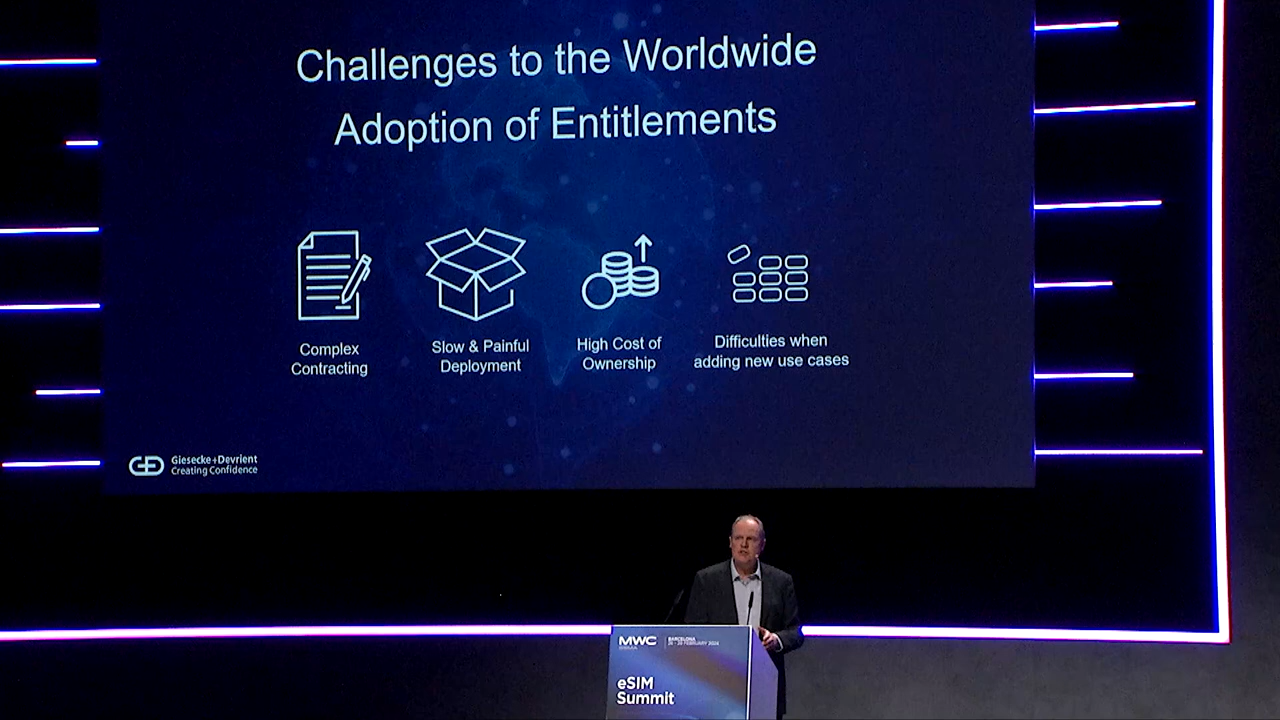 Challenges to the Worldwide
Adoption of Entitlements
Complex
Contracting
Slow & Painful
Deployment
High Cost of
Ownership
Difficulties when
adding new use cases
Giesecke+Devrient
Creating Confidence
MWC
BARCELONA
eSIM
Summit